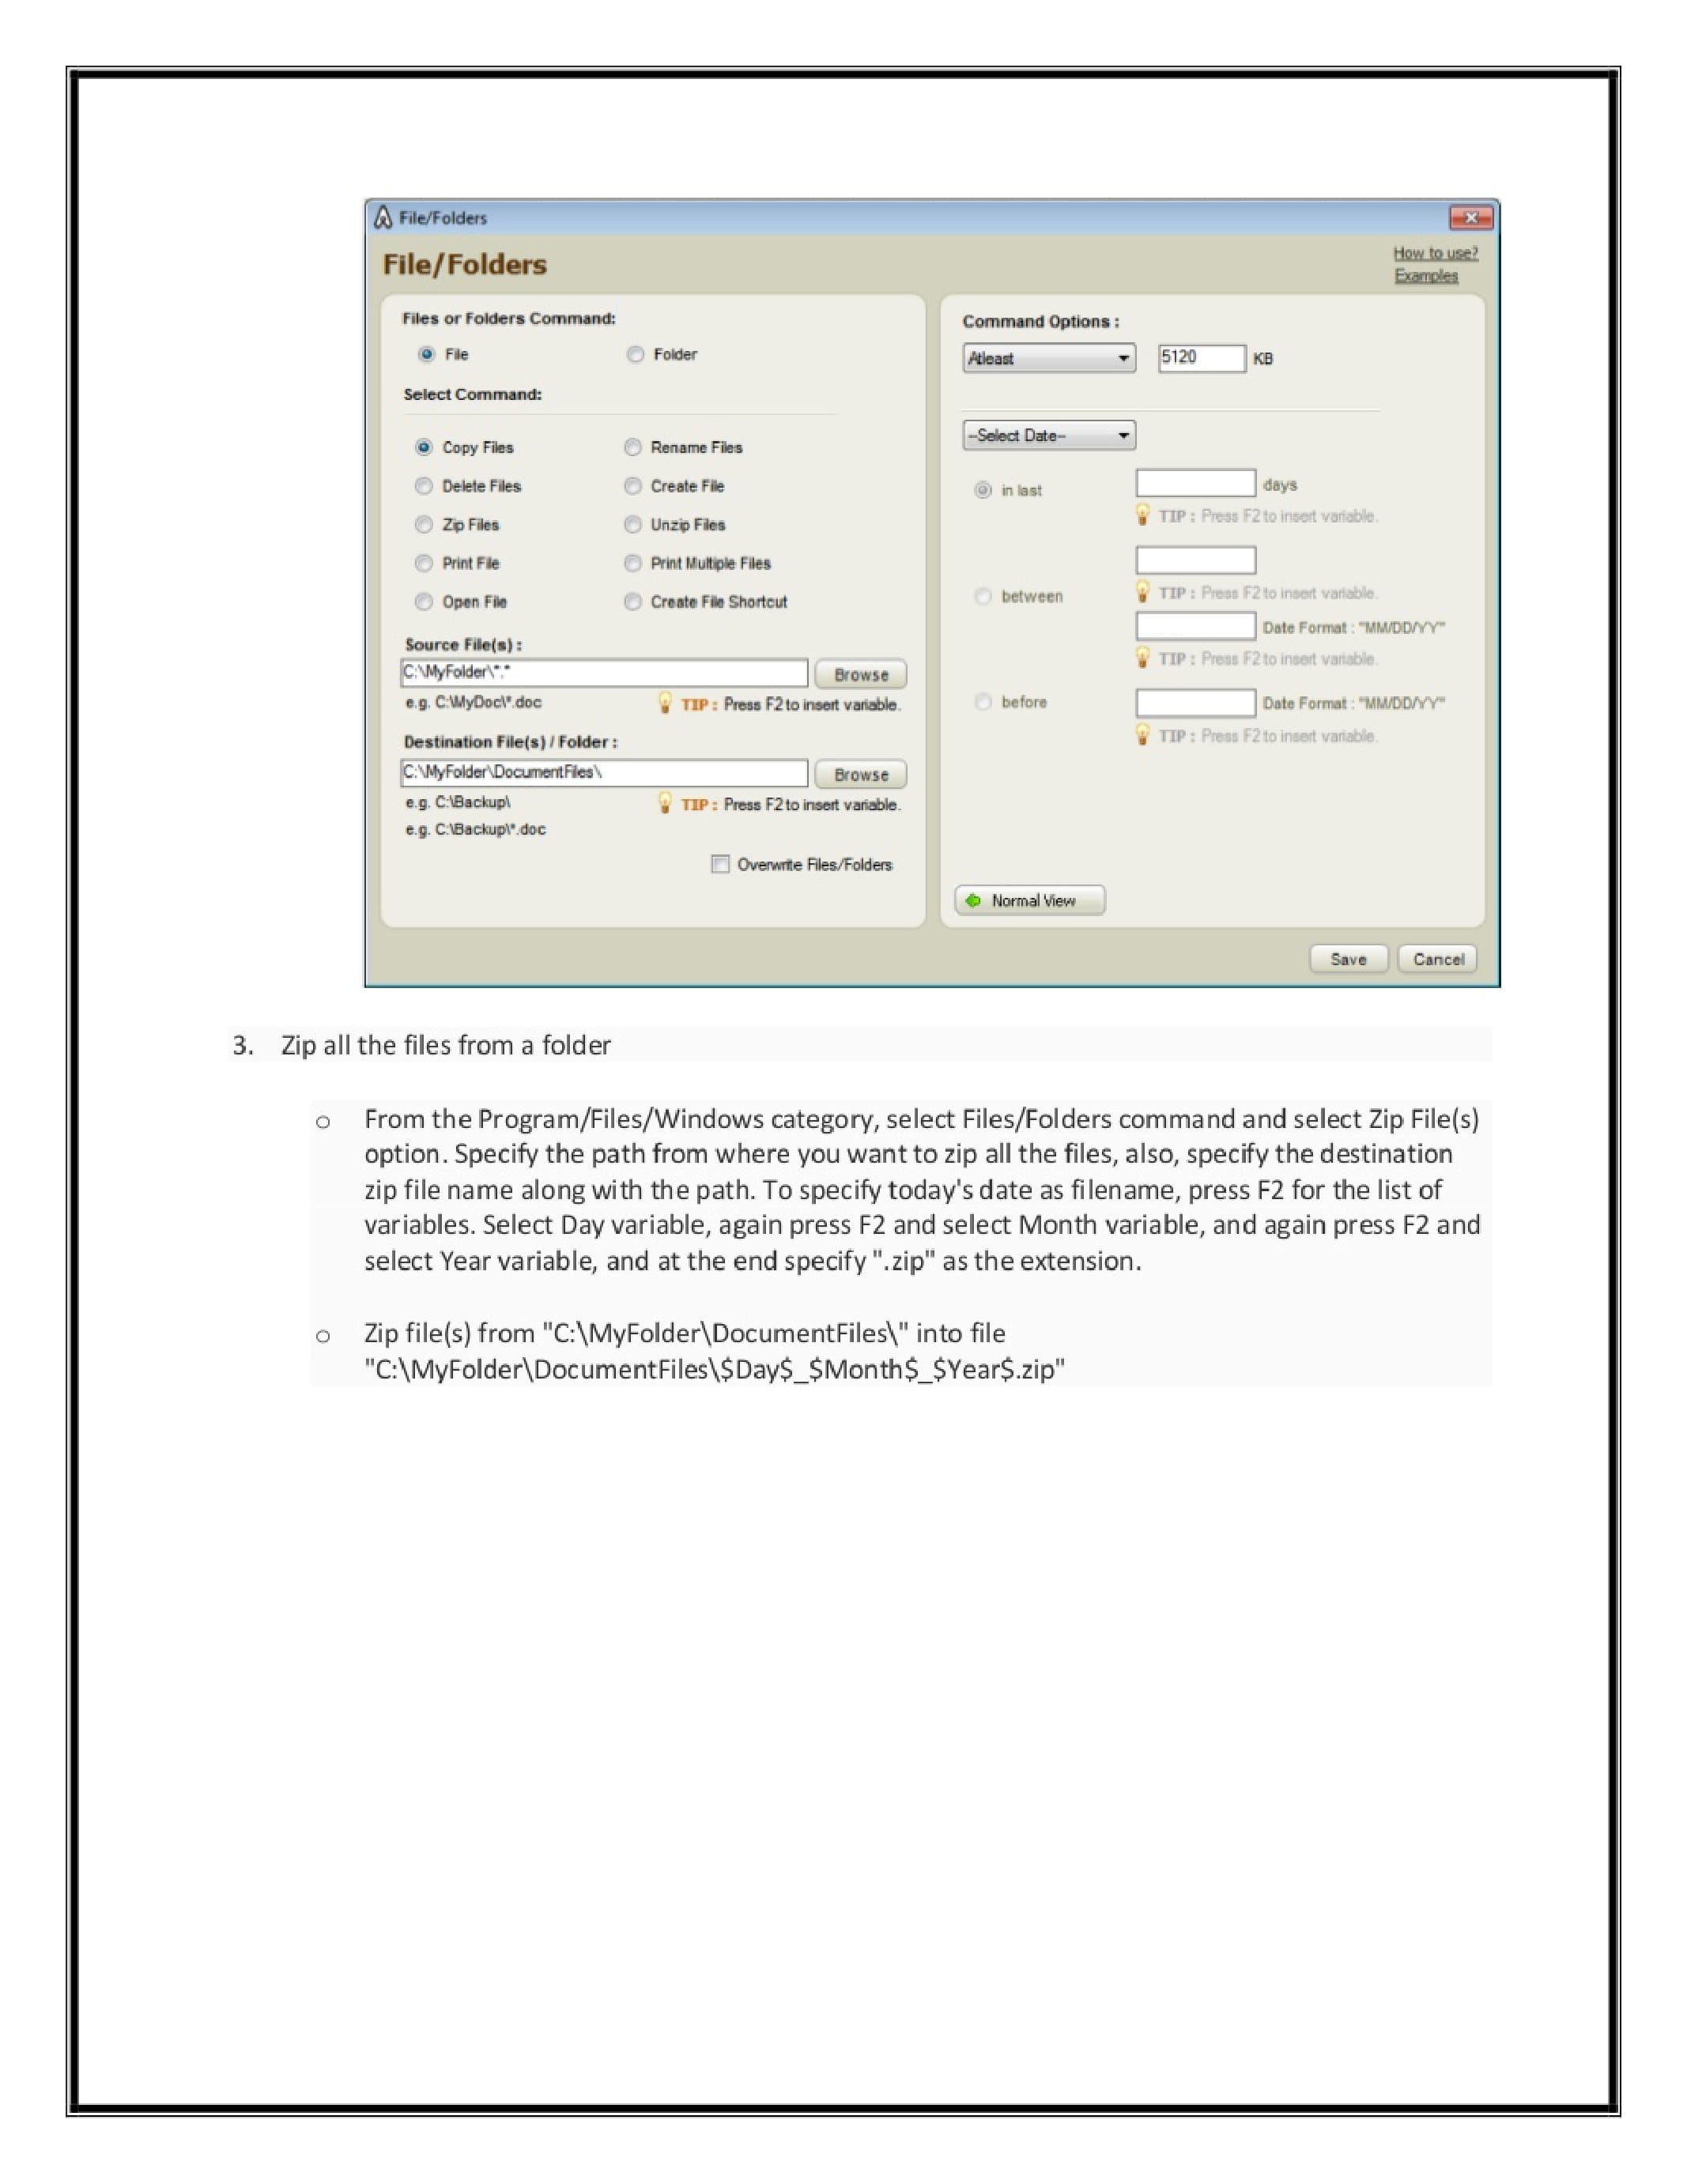 File/Folders
File/Folders
How to use?
Examples
Files or Folders Command:
File
Folder
Select Command:
Copy Files
Rename Files
Delete Files
Create File
Zip Files
Unzip Files
Print File
Print Multiple Files
Open File
Create File Shortcut
Source File(s) :
C:\MyFolder\*.*
Browse
e.g. C:\MyDoc\*.doc
TIP : Press F2 to insert variable.
Destination File(s) / Folder :
C:\MyFolder\DocumentFiles\
Browse
e.g. C:\Backup\
TIP : Press F2 to insert variable.
e.g. C:\Backup\*.doc
Overwrite Files/Folders
Command Options :
Atleast
5120 KB
--Select Date--
in last
days
TIP : Press F2 to insert variable.
between
TIP : Press F2 to insert variable.
Date Format : "MM/DD/YY"
TIP : Press F2 to insert variable.
before
Date Format : "MM/DD/YY"
TIP : Press F2 to insert variable.
Normal View
Save
Cancel
3. Zip all the files from a folder
o From the Program/Files/Windows category, select Files/Folders command and select Zip File(s)
option. Specify the path from where you want to zip all the files, also, specify the destination
zip file name along with the path. To specify today's date as filename, press F2 for the list of
variables. Select Day variable, again press F2 and select Month variable, and again press F2 and
select Year variable, and at the end specify ".zip" as the extension.
o Zip file(s) from "C:\MyFolder\DocumentFiles\" into file
"C:\MyFolder\DocumentFiles\$Day$_$Month$_$Year$.zip"